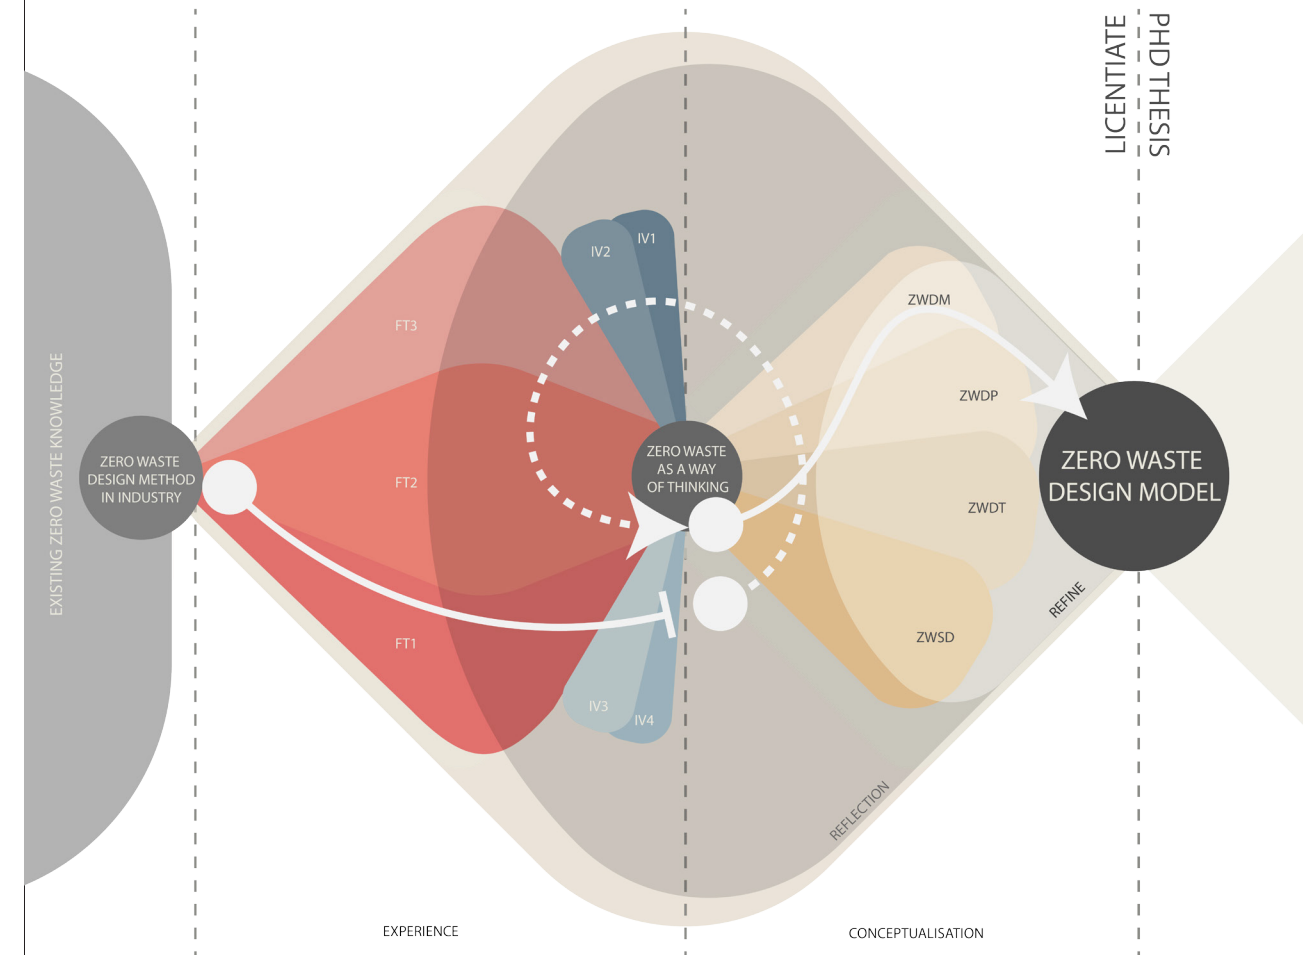 LICENTIATE
PHD THESIS
EXISTING ZERO WASTE KNOWLEDGE
ZERO WASTE
DESIGN METHOD
IN INDUSTRY
FT3
FT2
FT1
IV2
IV1
ZERO WASTE
AS A WAY
OF THINKING
IV3
IV4
ZWDM
ZWDP
ZWDT
ZWSD
ZERO WASTE
DESIGN MODEL
REFINE
REFLECTION
EXPERIENCE
CONCEPTUALISATION